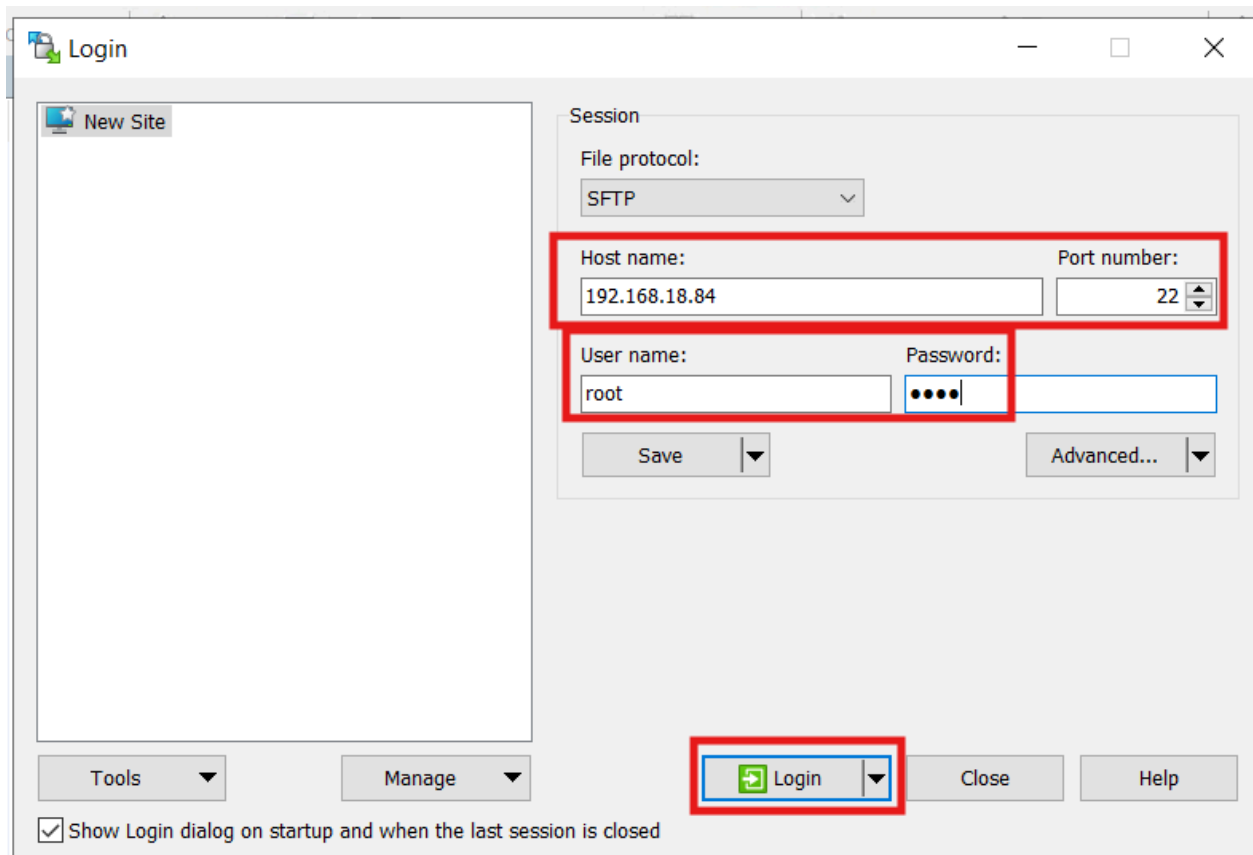 Login
New Site
Session
File protocol:
SFTP
Host name:
Port number:
192.168.18.84
22
User name:
Password:
root
••••
Save
Advanced...
Tools
Manage
Login
Close
Help
Show Login dialog on startup and when the last session is closed